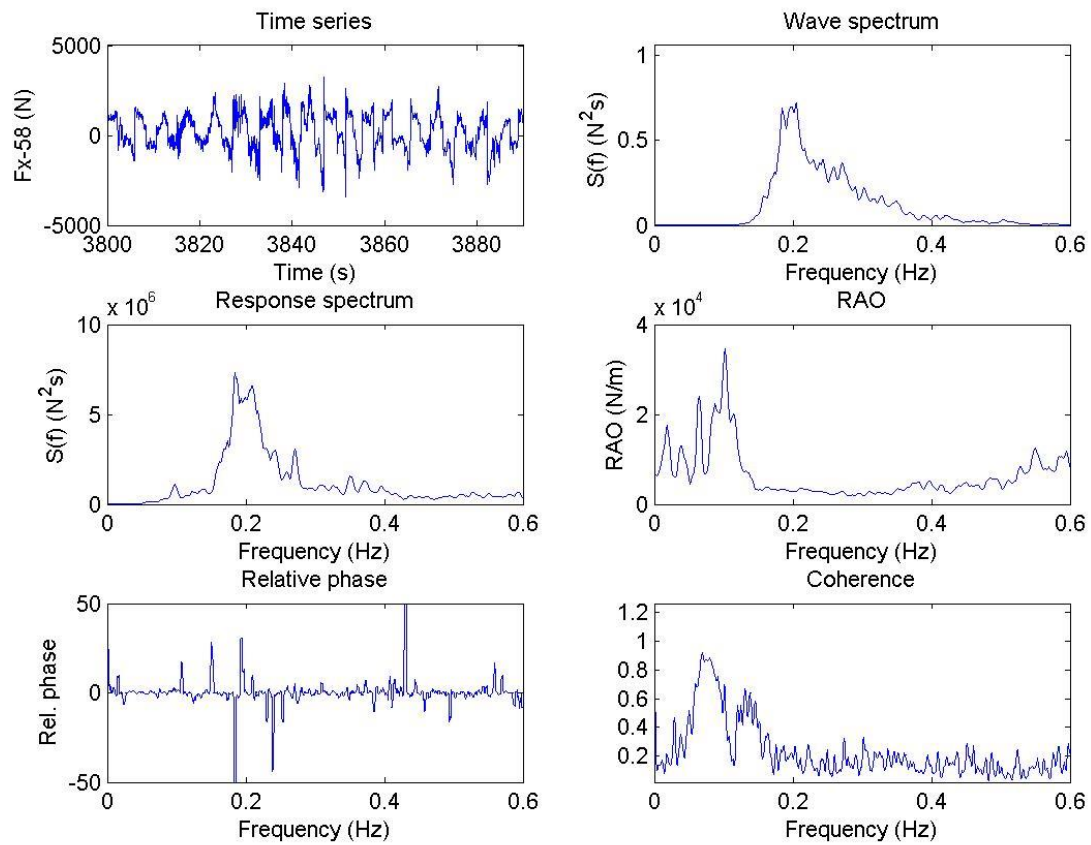 Time series
Fx-58 (N)
5000
0
-5000
3800 3820 3840 3860 3880
Time (s)
Wave spectrum
S(f) (N²s)
1
0.5
0
0 0.2 0.4 0.6
Frequency (Hz)
x 10⁶
Response spectrum
S(f) (N²s)
10
5
0
0 0.2 0.4 0.6
Frequency (Hz)
x 10⁴
RAO
RAO (N/m)
4
2
0
0 0.2 0.4 0.6
Frequency (Hz)
Relative phase
Rel. phase
50
0
-50
0 0.2 0.4 0.6
Frequency (Hz)
Coherence
1.2
1
0.8
0.6
0.4
0.2
0 0.2 0.4 0.6
Frequency (Hz)